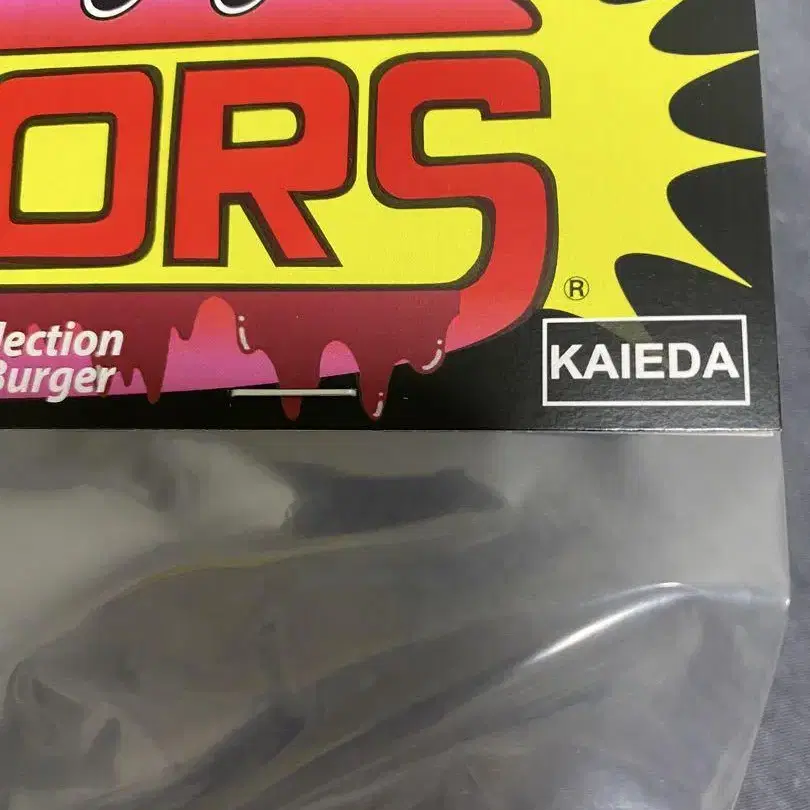 ORS
®
lection
Burger
KAIEDA